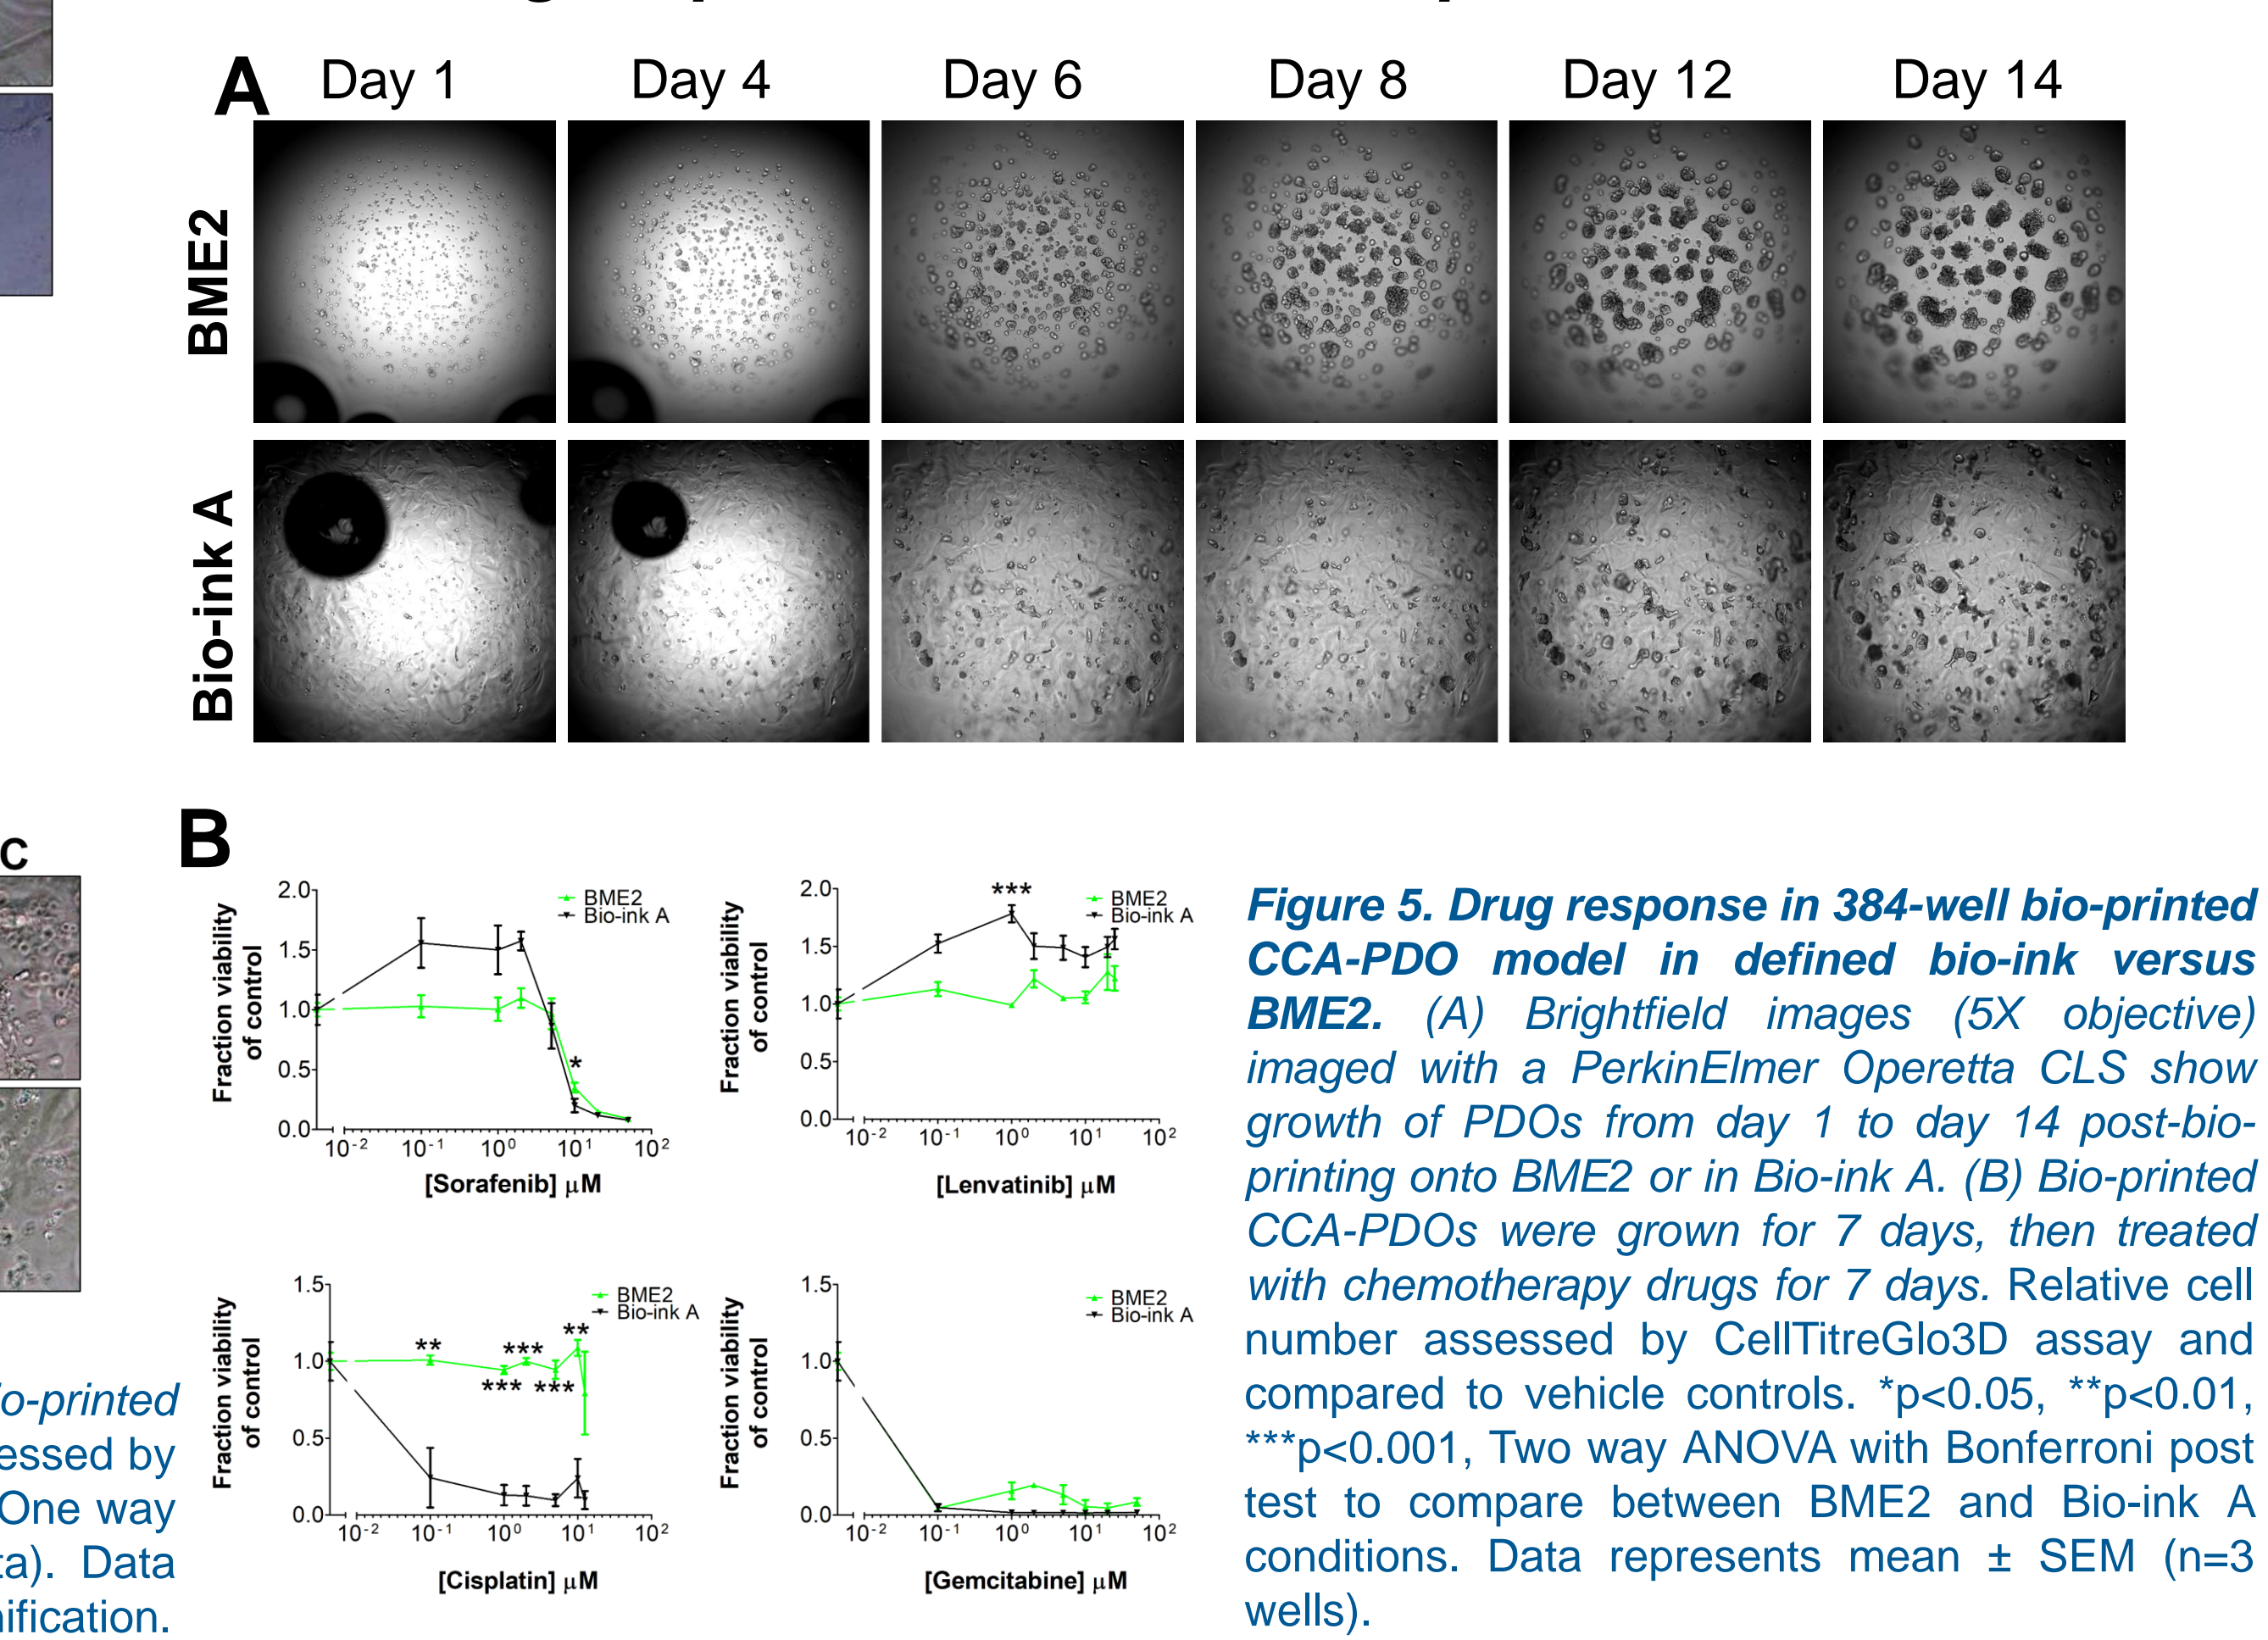 A
Day 1 Day 4 Day 6 Day 8 Day 12 Day 14
BME2
Bio-ink A
C
B
Fraction viability
of control
2.0
1.5
1.0
0.5
0.0
10-2 10-1 100 101 102
[Sorafenib] μM
BME2
Bio-ink A
*
Fraction viability
of control
2.0
1.5
1.0
0.5
0.0
10-2 10-1 100 101 102
[Lenvatinib] μM
BME2
Bio-ink A
***
Fraction viability
of control
1.5
1.0
0.5
0.0
10-2 10-1 100 101 102
[Cisplatin] μM
BME2
Bio-ink A
** *** **
*** ***
Fraction viability
of control
1.5
1.0
0.5
0.0
10-2 10-1 100 101 102
[Gemcitabine] μM
BME2
Bio-ink A
Figure 5. Drug response in 384-well bio-printed
CCA-PDO model in defined bio-ink versus
BME2. (A) Brightfield images (5X objective)
imaged with a PerkinElmer Operetta CLS show
growth of PDOs from day 1 to day 14 post-bio-
printing onto BME2 or in Bio-ink A. (B) Bio-printed
CCA-PDOs were grown for 7 days, then treated
with chemotherapy drugs for 7 days. Relative cell
number assessed by CellTitreGlo3D assay and
compared to vehicle controls. *p<0.05, **p<0.01,
***p<0.001, Two way ANOVA with Bonferroni post
test to compare between BME2 and Bio-ink A
conditions. Data represents mean ± SEM (n=3
wells).
io-printed
essed by
One way
ta). Data
nification.